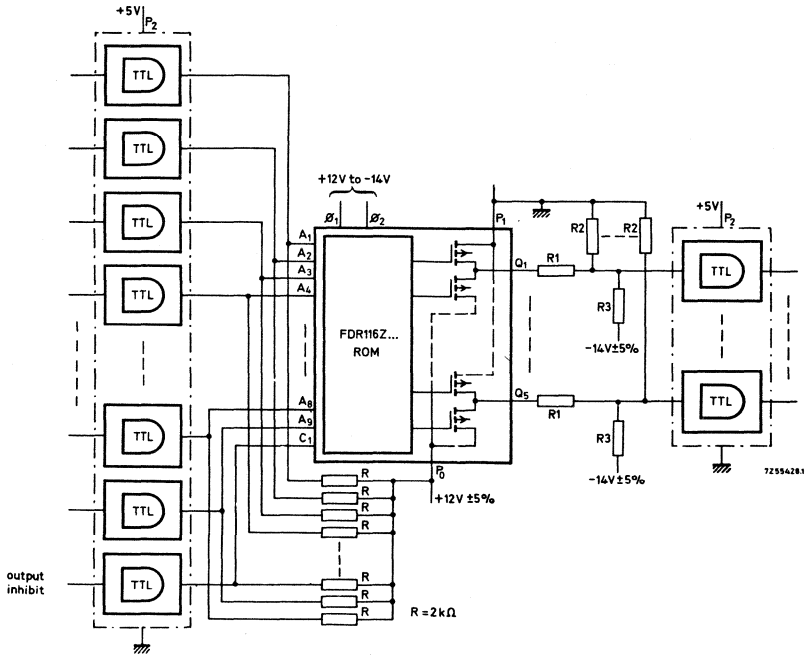 +5V
P2
TTL
TTL
TTL
TTL
TTL
TTL
TTL
output
inhibit
+12V to -14V
Ø1
Ø2
A1
A2
A3
A4
A8
A9
C1
FDR116Z...
ROM
P1
Q1
Q5
P0
+12V ±5%
R
R
R
R
R
R
R
R = 2kΩ
R1
R2
R2
R3
-14V±5%
R1
R3
-14V±5%
+5V
P2
TTL
TTL
7Z55428.1